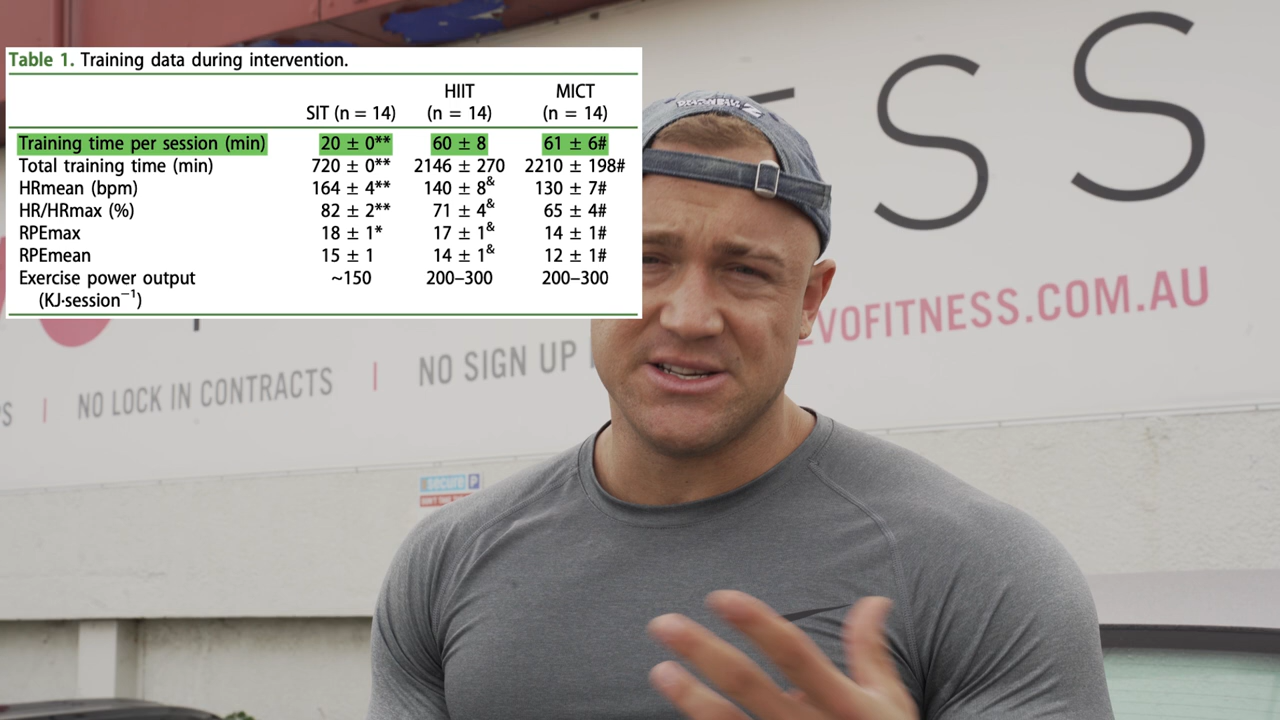 Table 1. Training data during intervention.
SIT (n = 14) HIIT (n = 14) MICT (n = 14)
Training time per session (min) 20 ± 0** 60 ± 8 61 ± 6#
Total training time (min) 720 ± 0** 2146 ± 270 2210 ± 198#
HRmean (bpm) 164 ± 4** 140 ± 8& 130 ± 7#
HR/HRmax (%) 82 ± 2** 71 ± 4& 65 ± 4#
RPEmax 18 ± 1* 17 ± 1& 14 ± 1#
RPEmean 15 ± 1 14 ± 1& 12 ± 1#
Exercise power output ~150 200–300 200–300
(KJ·session⁻¹)
SS
VOFITNESS.COM.AU
NO LOCK IN CONTRACTS | NO SIGN UP
secure P